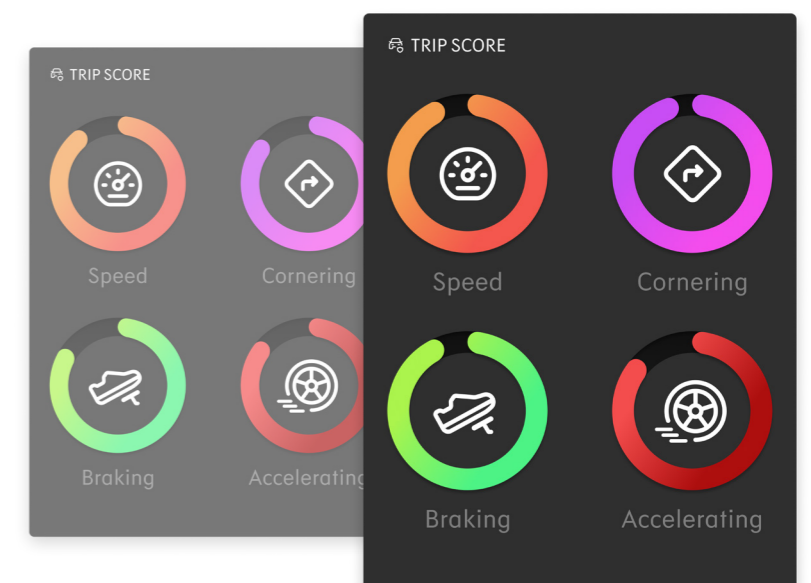 TRIP SCORE
Speed
Cornering
Braking
Accelerating
TRIP SCORE
Speed
Cornering
Braking
Accelerating